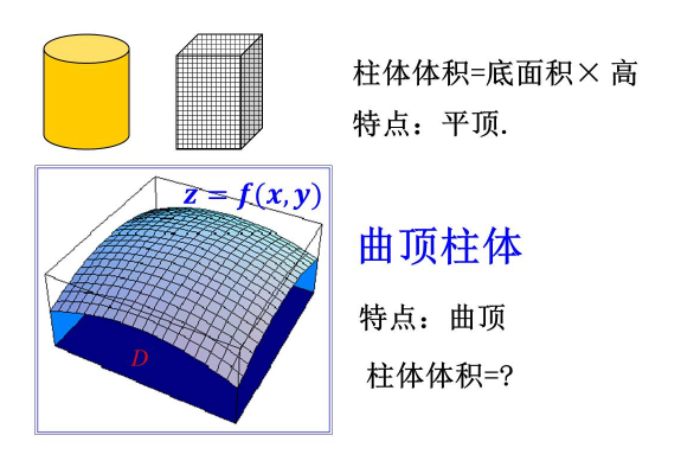 柱体体积=底面积× 高
特点：平顶.
z = f(x,y)
曲顶柱体
特点：曲顶
D
柱体体积=?